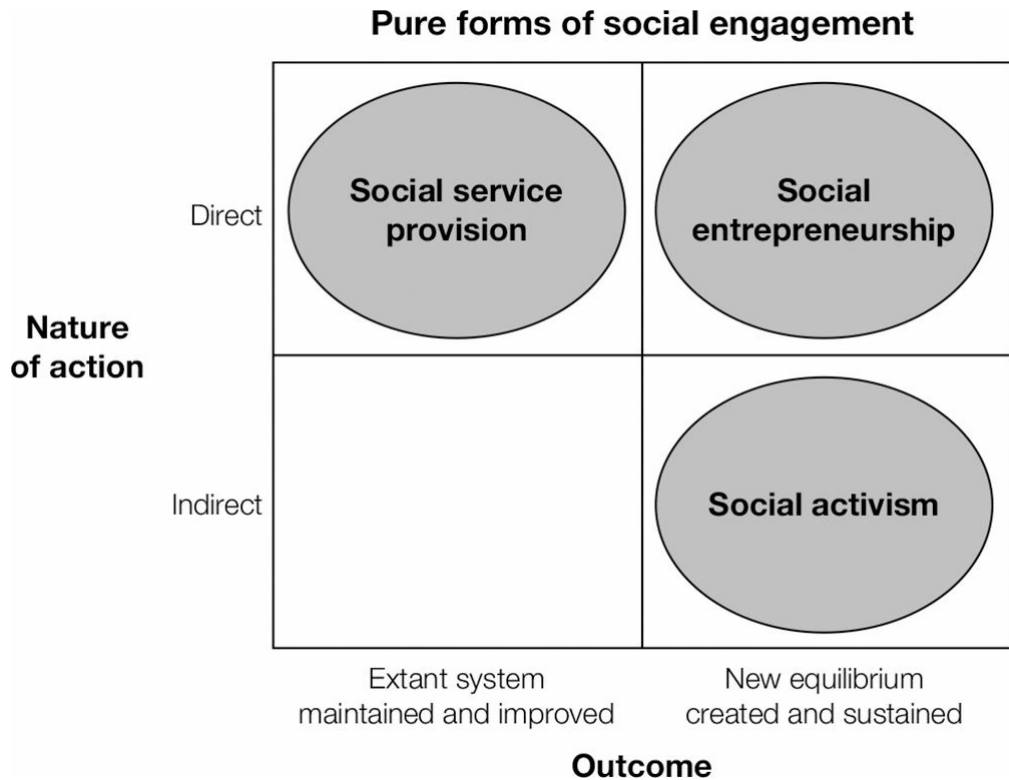 Pure forms of social engagement
Social service
provision
Social
entrepreneurship
Direct
Nature
of action
Indirect
Social activism
Extant system
maintained and improved
New equilibrium
created and sustained
Outcome